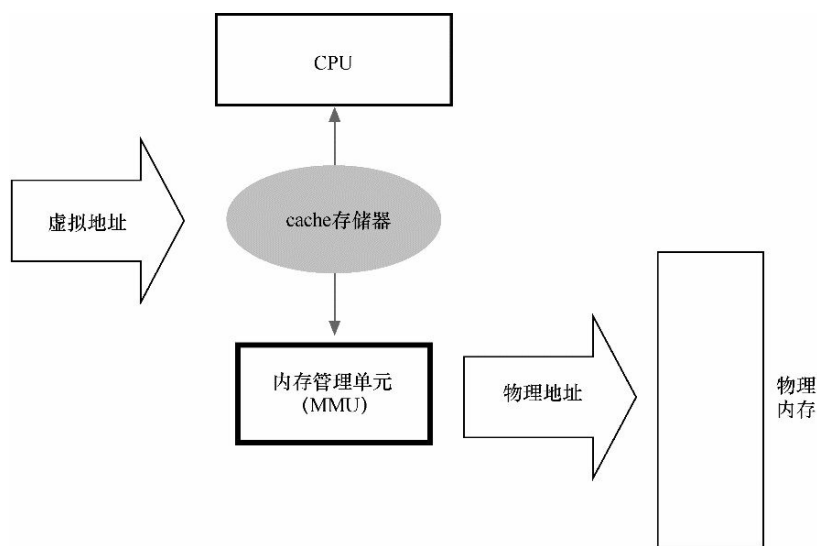 CPU
虚拟地址
cache存储器
内存管理单元
(MMU)
物理地址
物理
内存